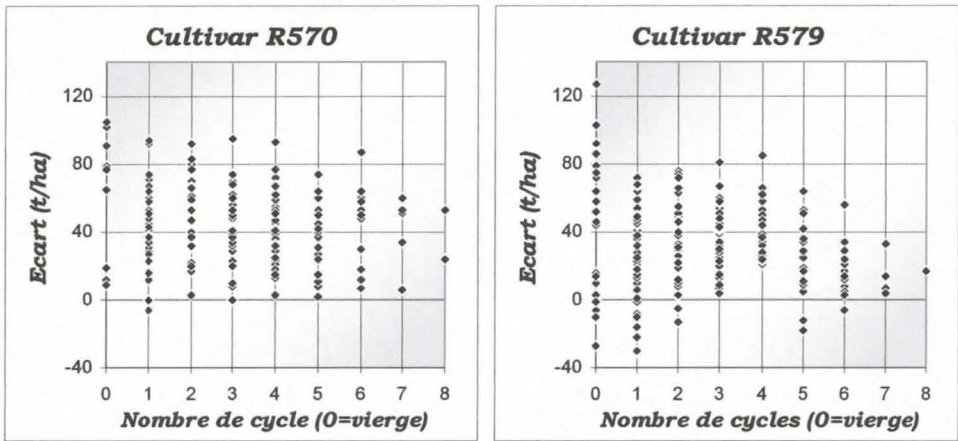 Cultivar R570
Ecart (t/ha)
120
80
40
0
-40
0 1 2 3 4 5 6 7 8
Nombre de cycle (0=vierge)
Cultivar R579
Ecart (t/ha)
120
80
40
0
-40
0 1 2 3 4 5 6 7 8
Nombre de cycles (0=vierge)